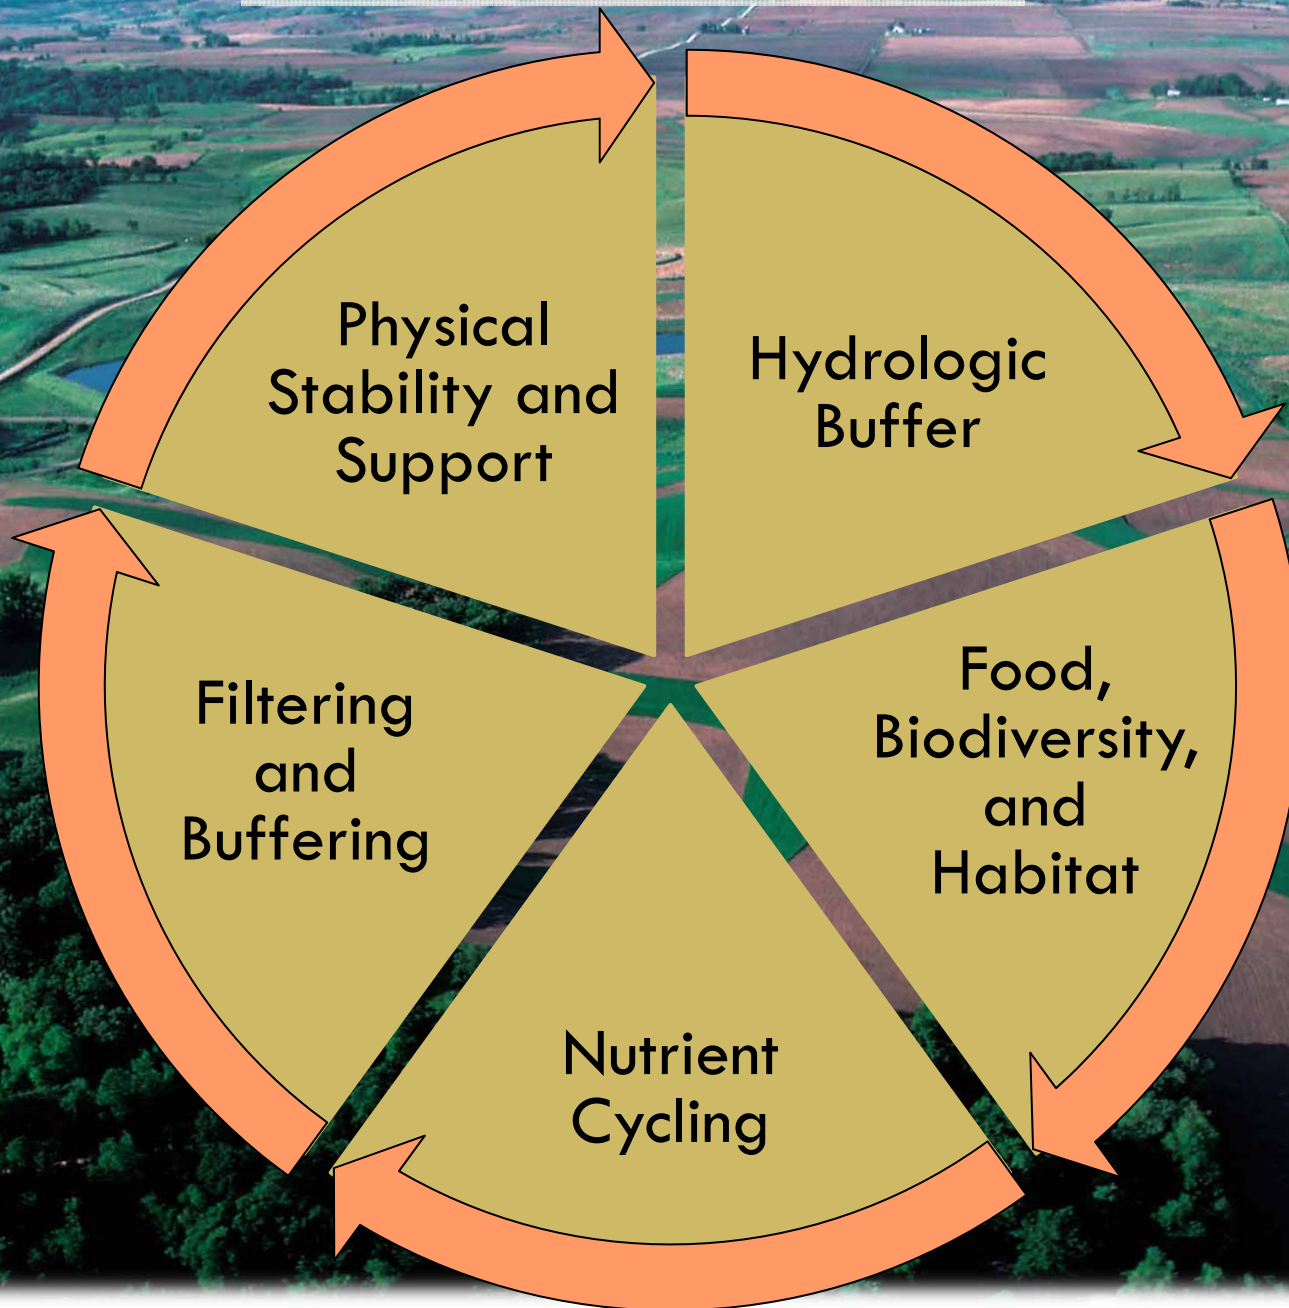 Physical
Stability and
Support
Hydrologic
Buffer
Food,
Biodiversity,
and
Habitat
Nutrient
Cycling
Filtering
and
Buffering